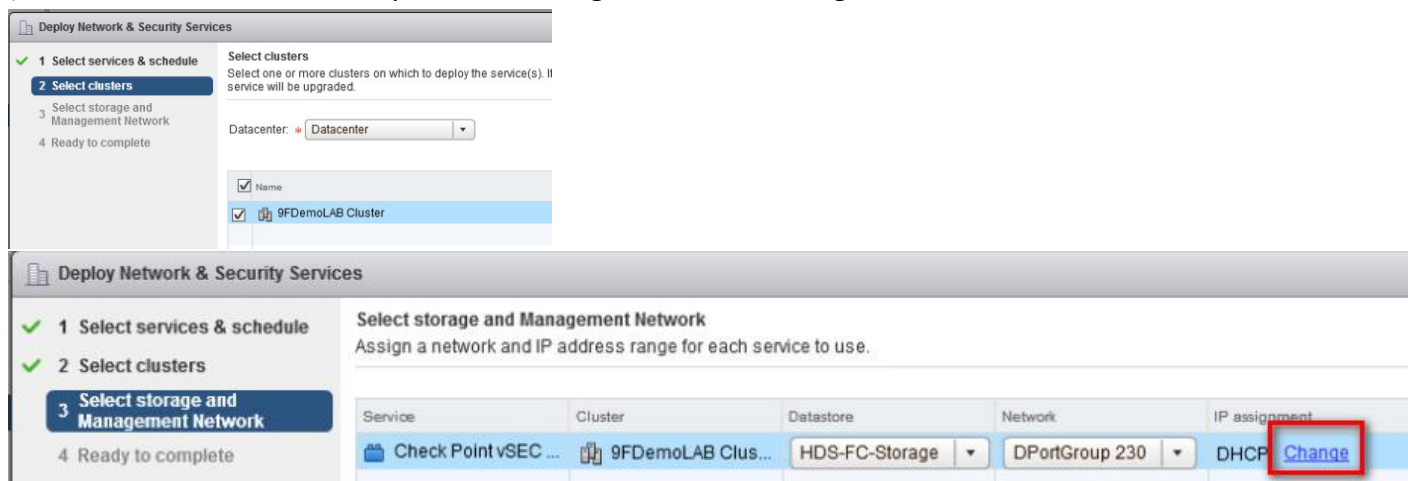 Deploy Network & Security Services
1 Select services & schedule
2 Select clusters
3 Select storage and
Management Network
4 Ready to complete
Select clusters
Select one or more clusters on which to deploy the service(s). If
service will be upgraded.
Datacenter: * Datacenter
Name
9FDemoLAB Cluster
Deploy Network & Security Services
1 Select services & schedule
2 Select clusters
3 Select storage and
Management Network
4 Ready to complete
Select storage and Management Network
Assign a network and IP address range for each service to use.
Service Cluster Datastore Network IP assignment
Check Point vSEC ... 9FDemoLAB Clus... HDS-FC-Storage DPortGroup 230 DHCP Change